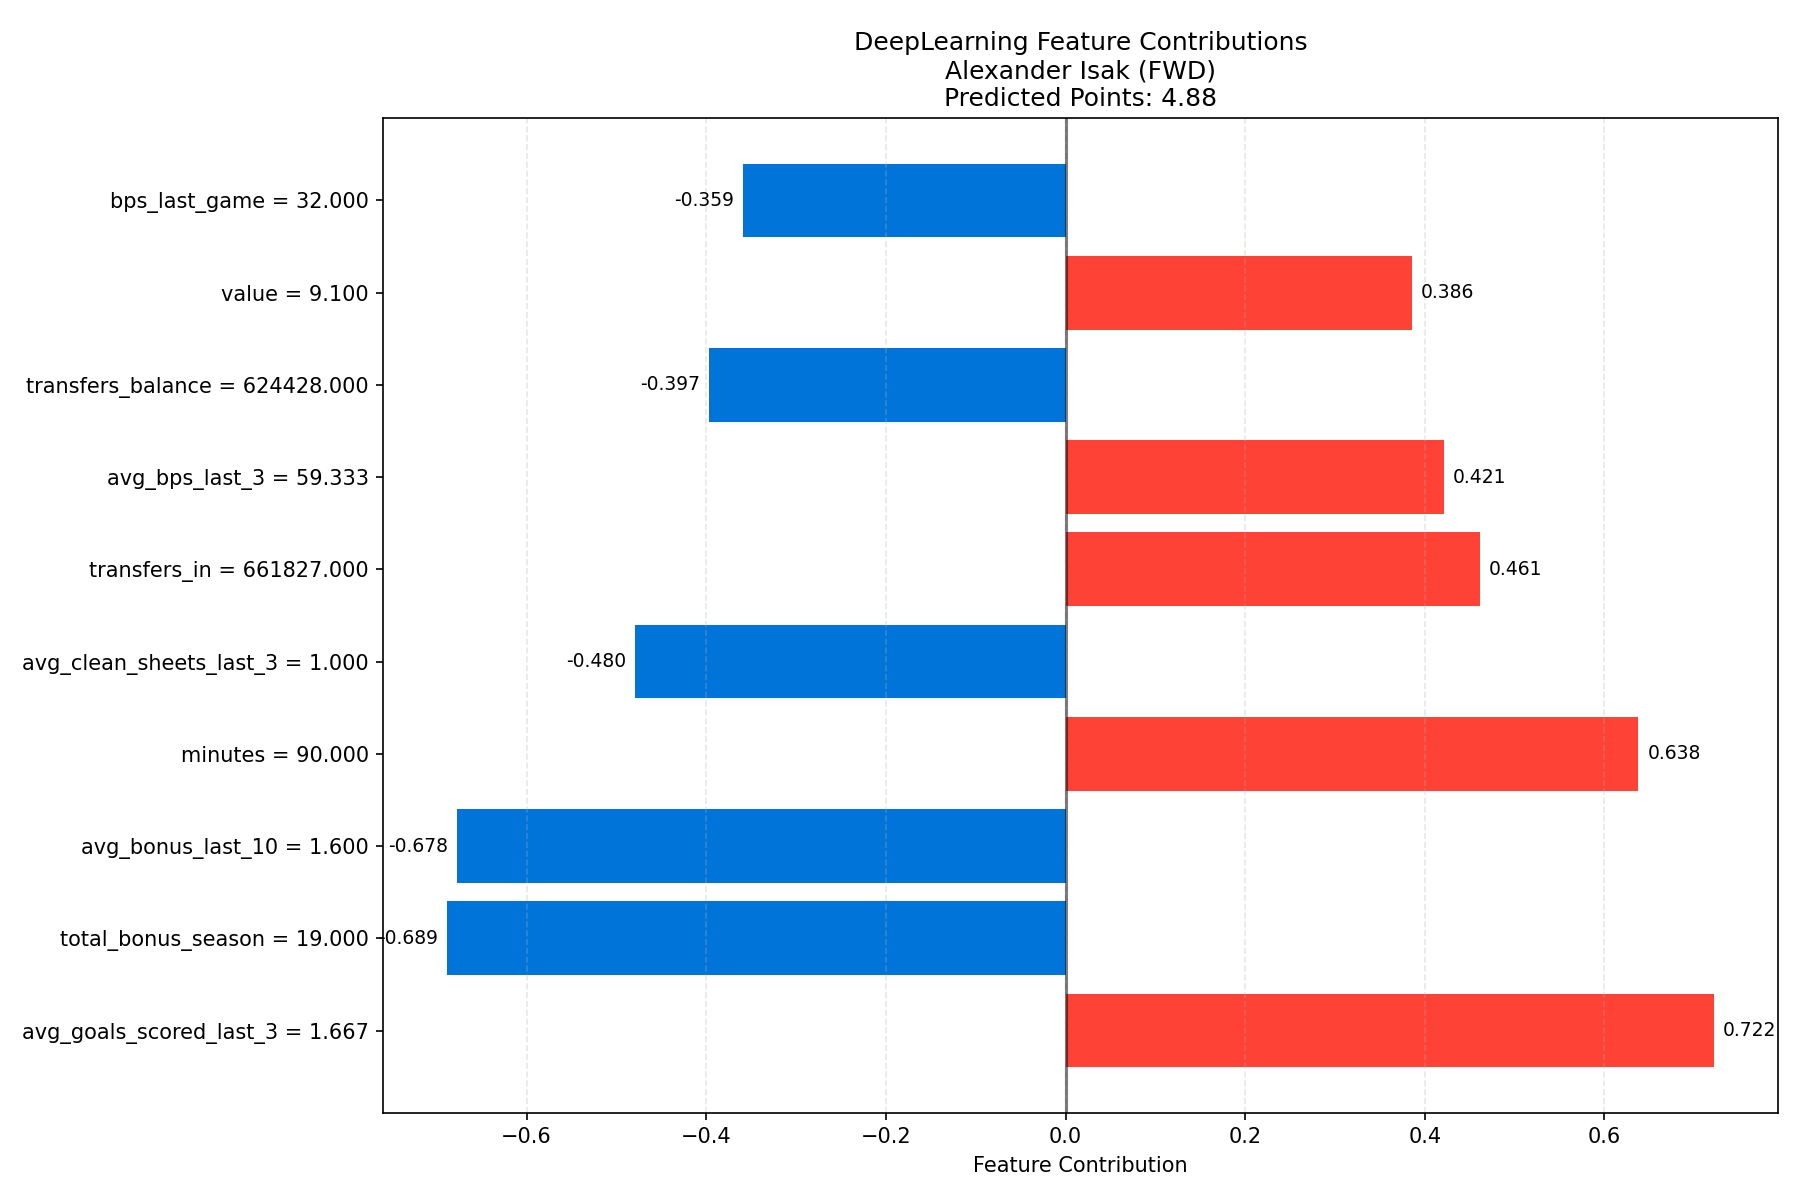 DeepLearning Feature Contributions
Alexander Isak (FWD)
Predicted Points: 4.88
bps_last_game = 32.000
-0.359
value = 9.100
0.386
transfers_balance = 624428.000
-0.397
avg_bps_last_3 = 59.333
0.421
transfers_in = 661827.000
0.461
avg_clean_sheets_last_3 = 1.000
-0.480
minutes = 90.000
0.638
avg_bonus_last_10 = 1.600
-0.678
total_bonus_season = 19.000
-0.689
avg_goals_scored_last_3 = 1.667
0.722
−0.6 −0.4 −0.2 0.0 0.2 0.4 0.6
Feature Contribution